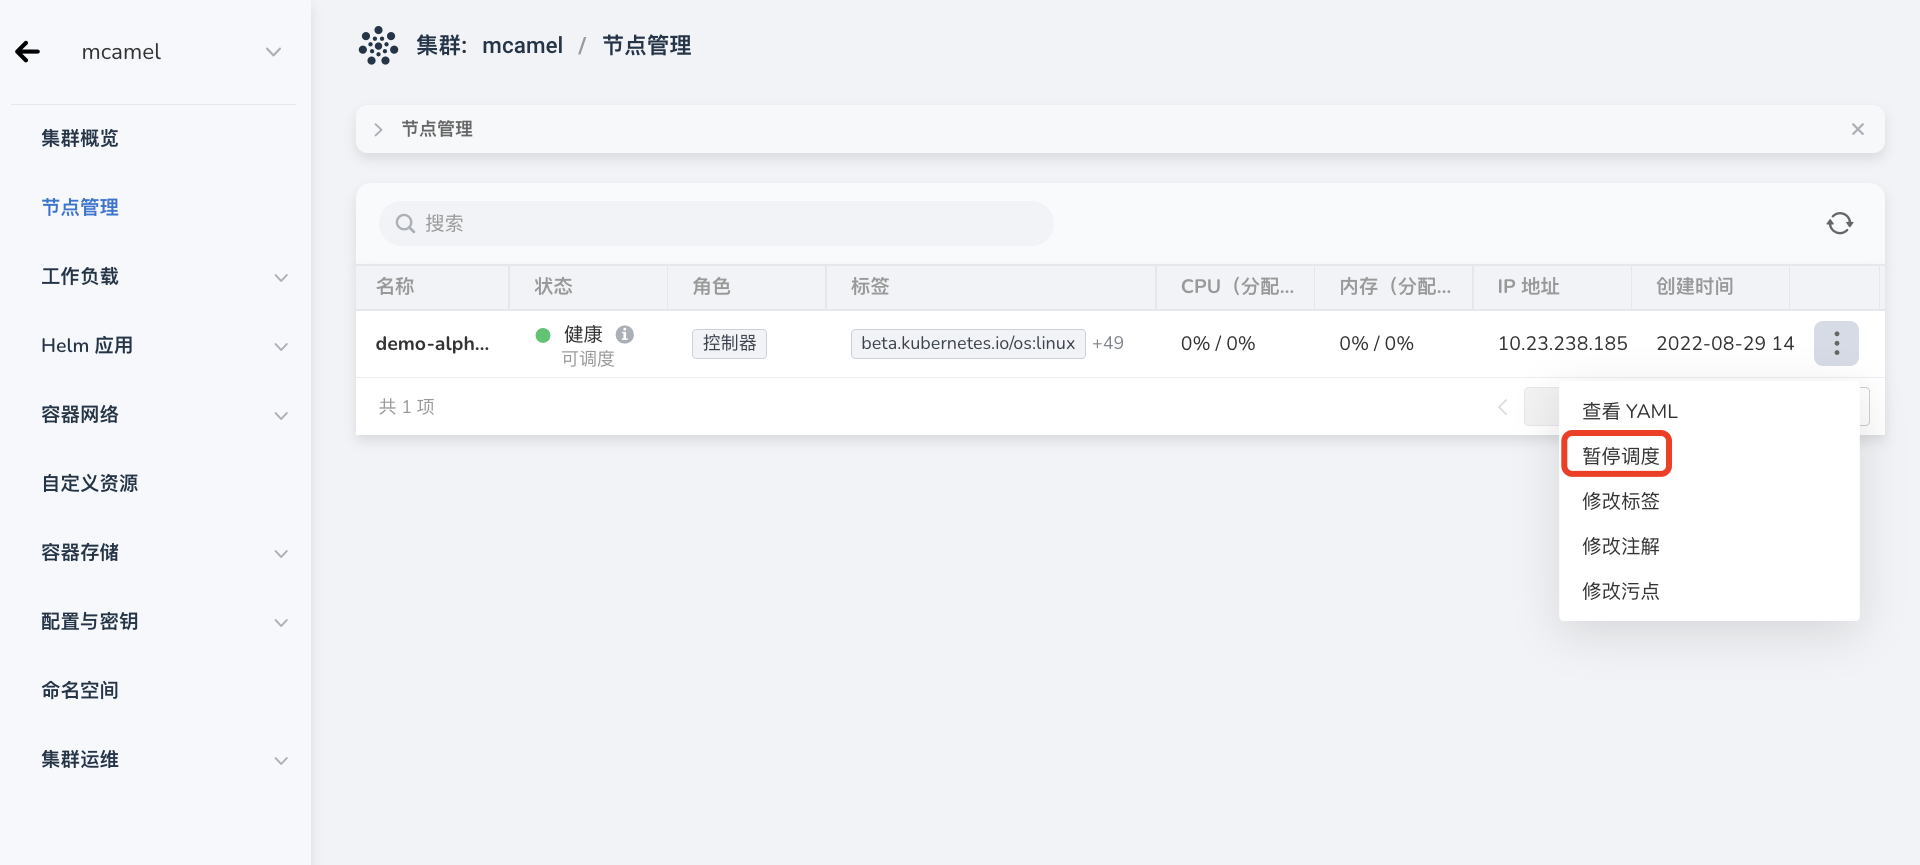 mcamel
集群概览
节点管理
工作负载
Helm 应用
容器网络
自定义资源
容器存储
配置与密钥
命名空间
集群运维
集群: mcamel / 节点管理
节点管理
搜索
名称 状态 角色 标签 CPU（分配... 内存（分配... IP 地址 创建时间
demo-alph... 健康 控制器 beta.kubernetes.io/os:linux +49 0% / 0% 0% / 0% 10.23.238.185 2022-08-29 14
可调度
共 1 项
查看 YAML
暂停调度
修改标签
修改注解
修改污点